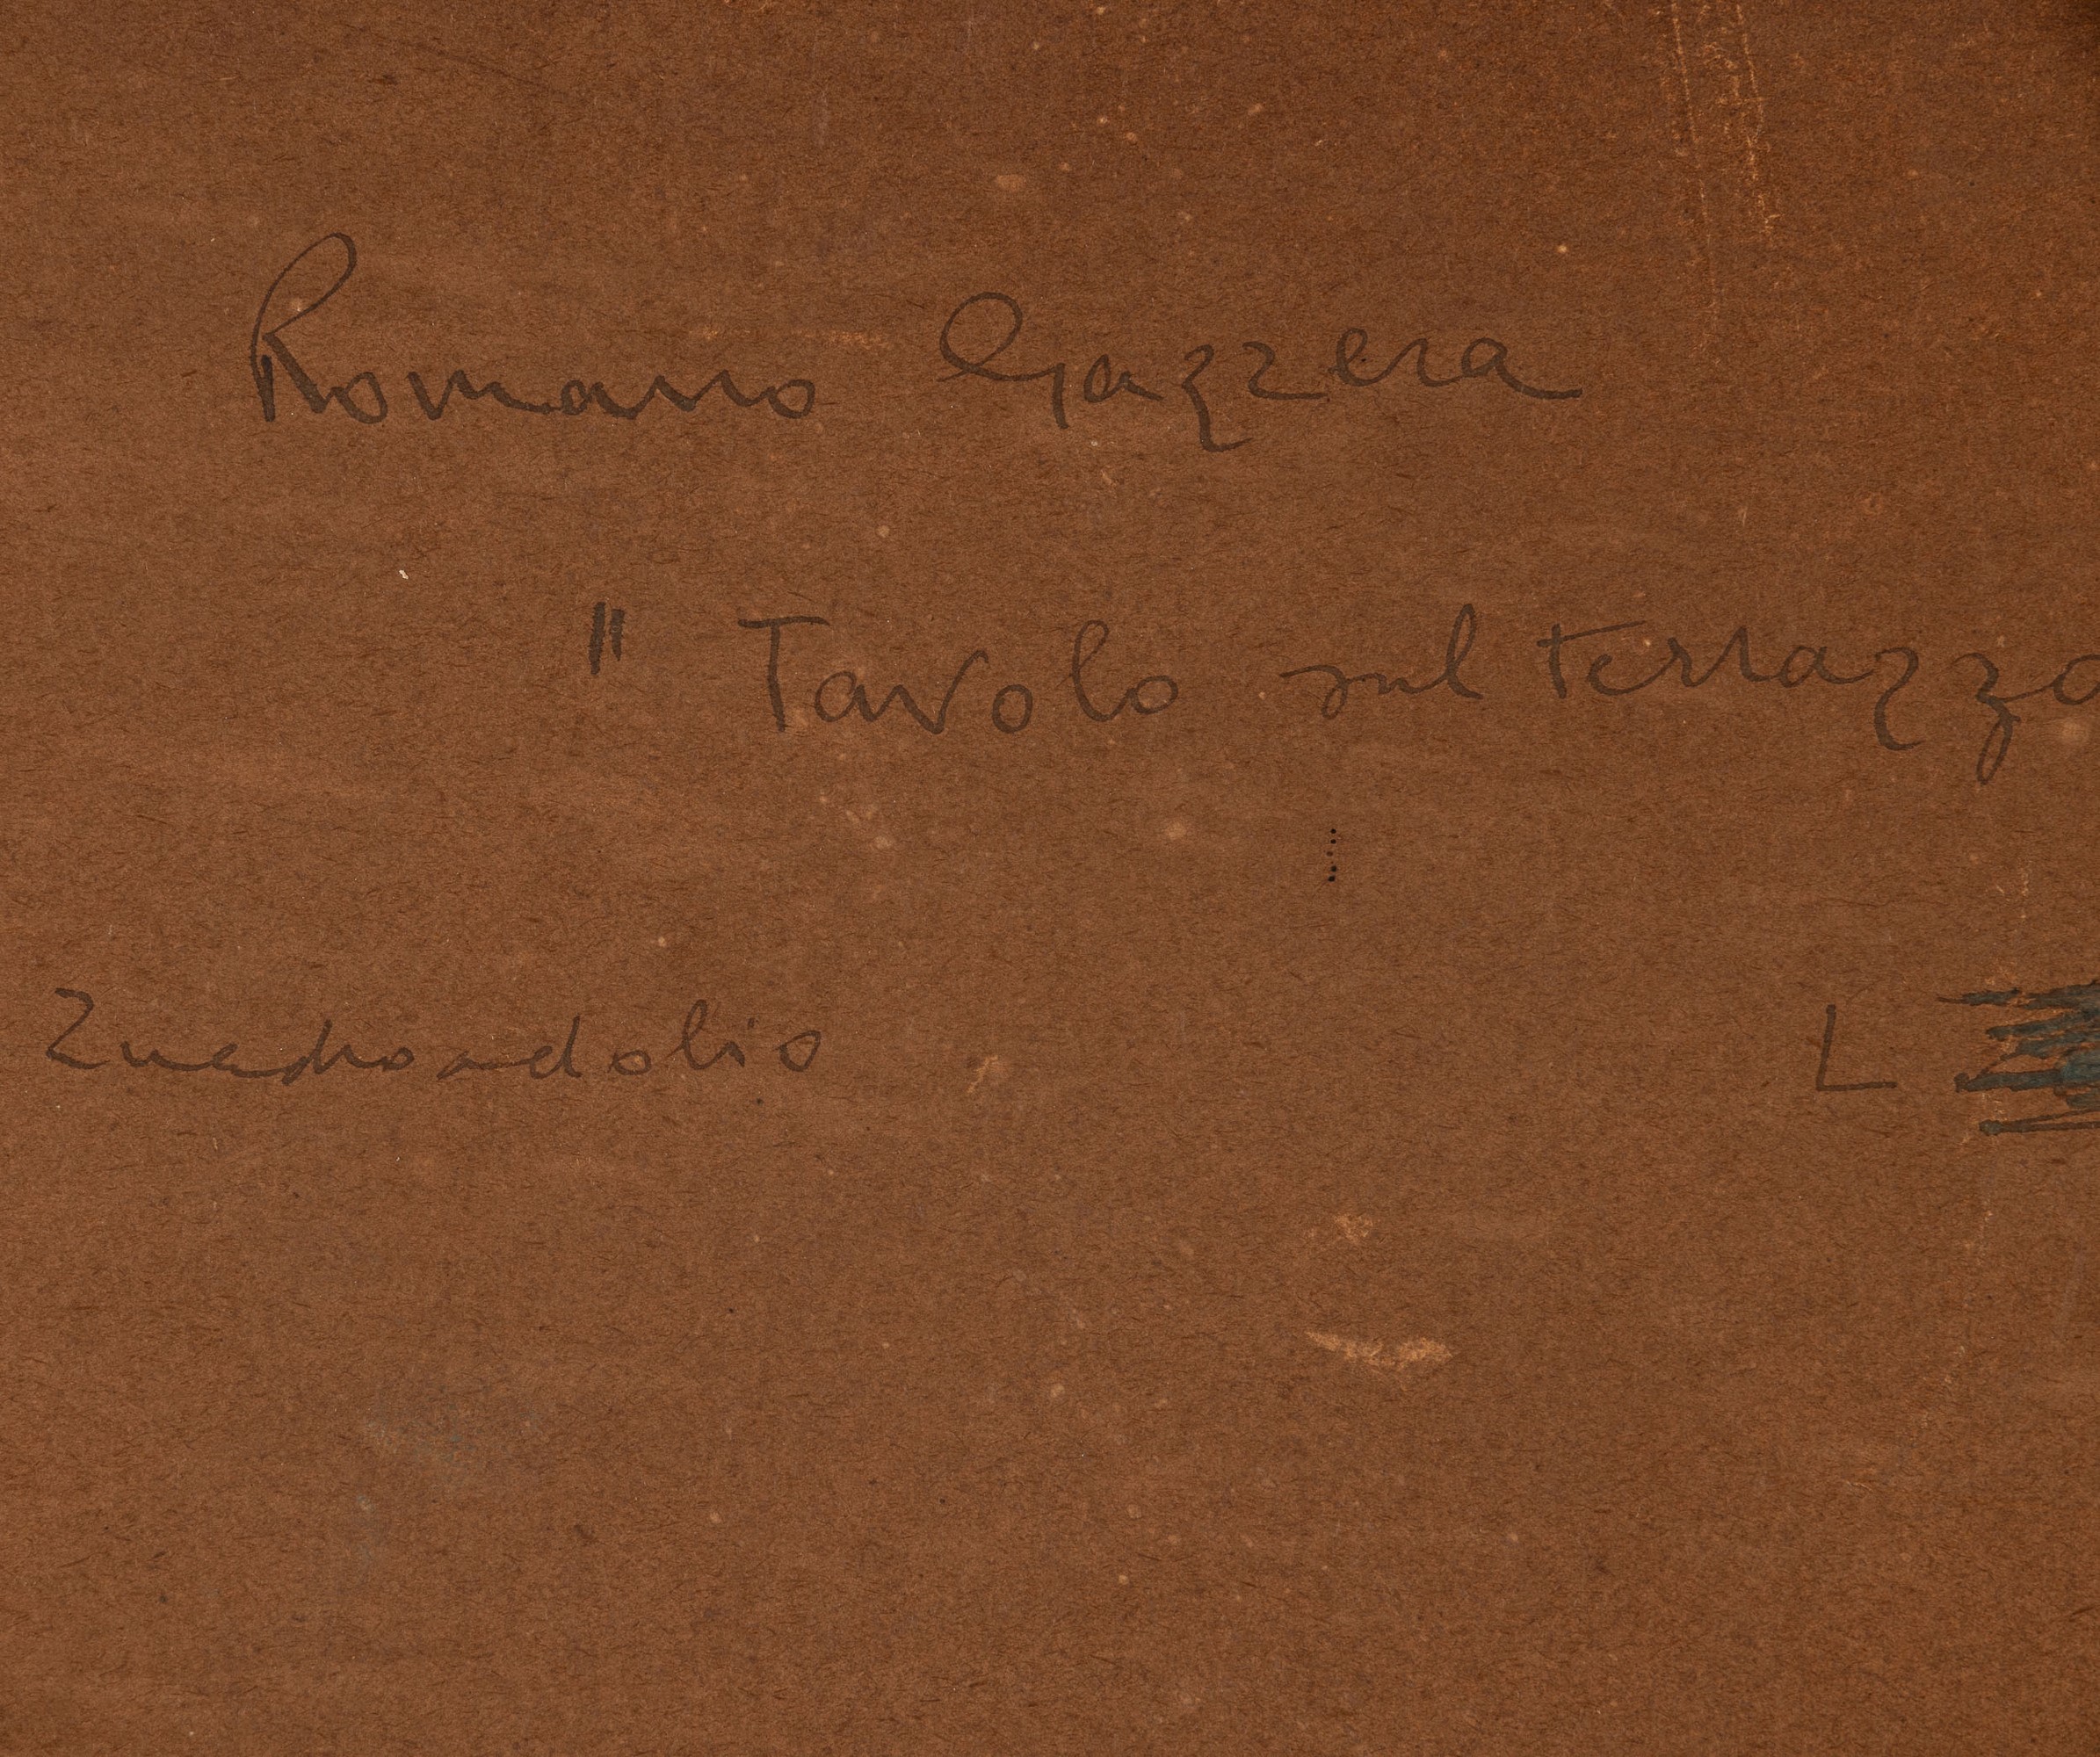 Romano Gazzera
" Tavolo sul terrazzo
Quadro ad olio L